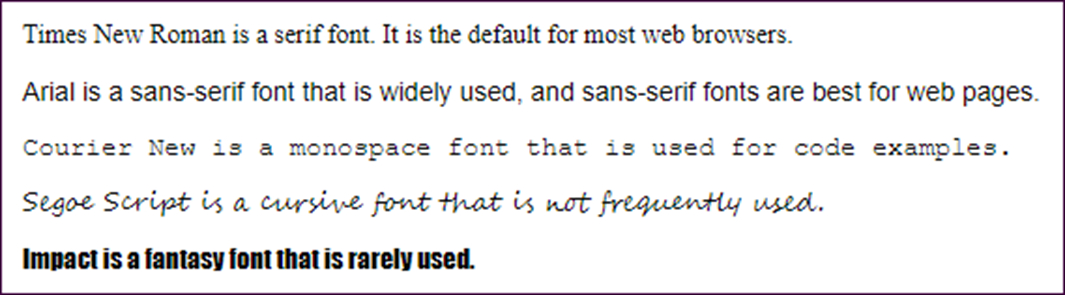 Times New Roman is a serif font. It is the default for most web browsers.
Arial is a sans-serif font that is widely used, and sans-serif fonts are best for web pages.
Courier New is a monospace font that is used for code examples.
Segoe Script is a cursive font that is not frequently used.
Impact is a fantasy font that is rarely used.